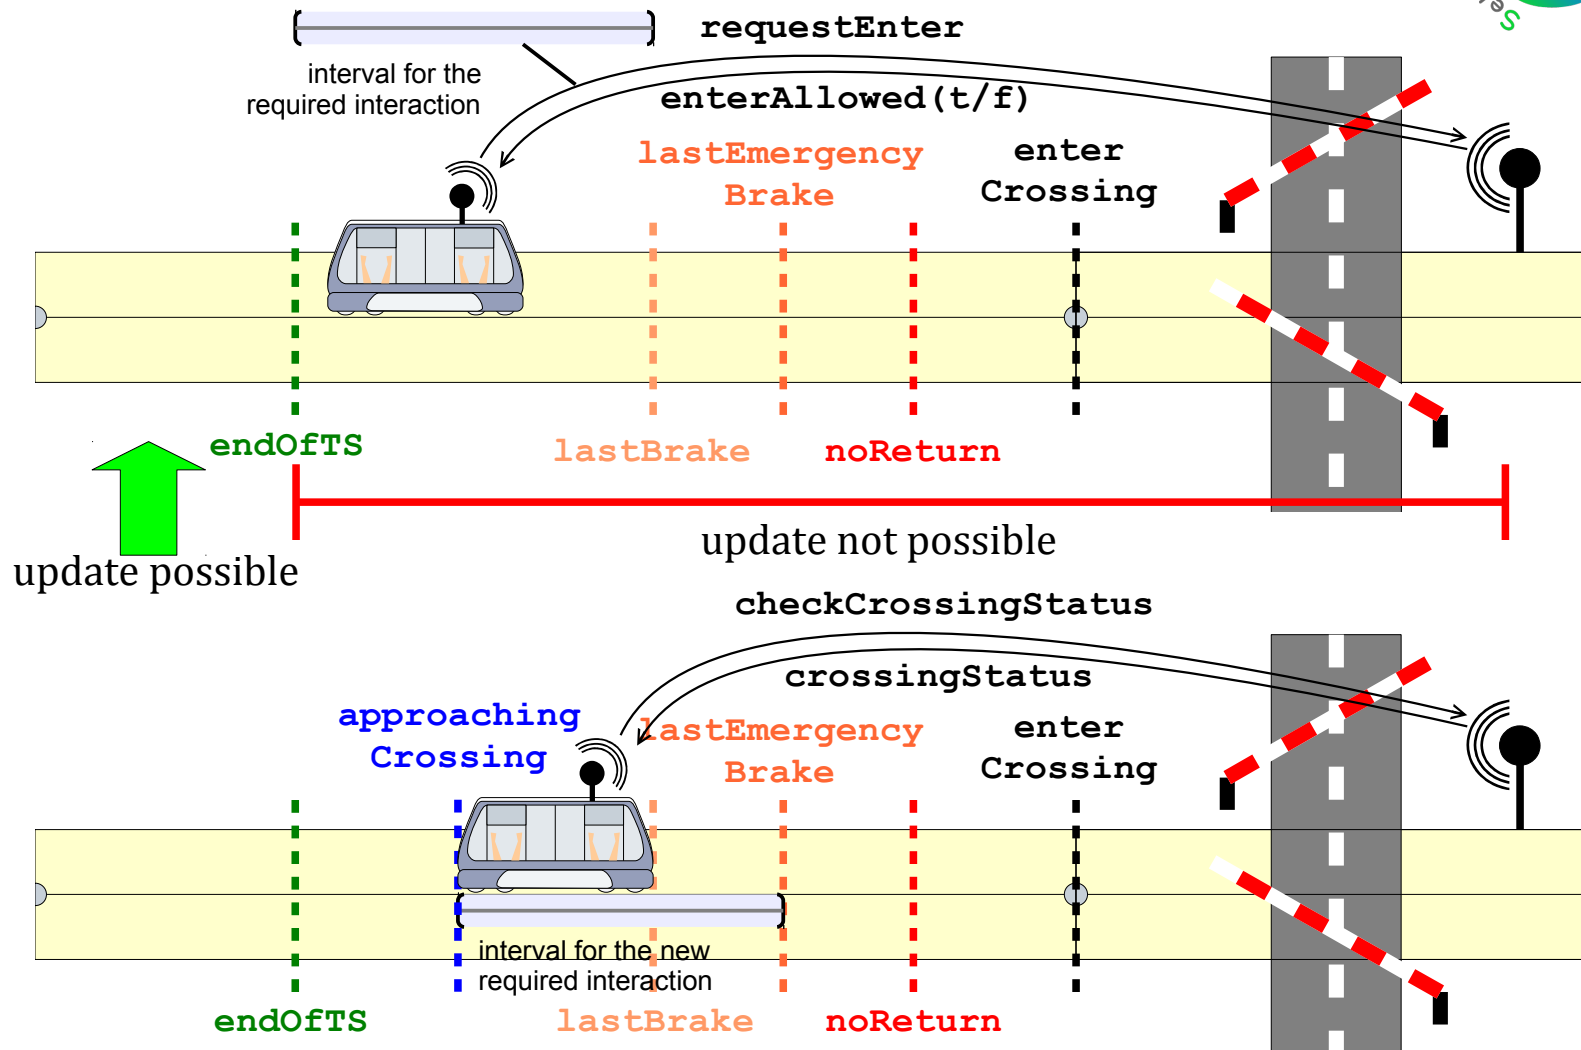 requestEnter
interval for the
required interaction
enterAllowed(t/f)
lastEmergency
Brake
enter
Crossing
endOfTS
lastBrake
noReturn
update possible
update not possible
checkCrossingStatus
crossingStatus
approaching
Crossing
lastEmergency
Brake
enter
Crossing
interval for the new
required interaction
endOfTS
lastBrake
noReturn